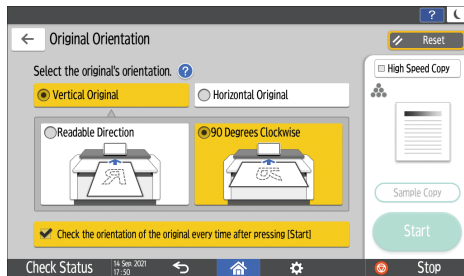 ?
Original Orientation
Reset
Select the original's orientation. ?
High Speed Copy
Vertical Original
Horizontal Original
Readable Direction
90 Degrees Clockwise
R
R
Sample Copy
Check the orientation of the original every time after pressing [Start]
Start
Check Status
14 Sep. 2021
17:50
Stop